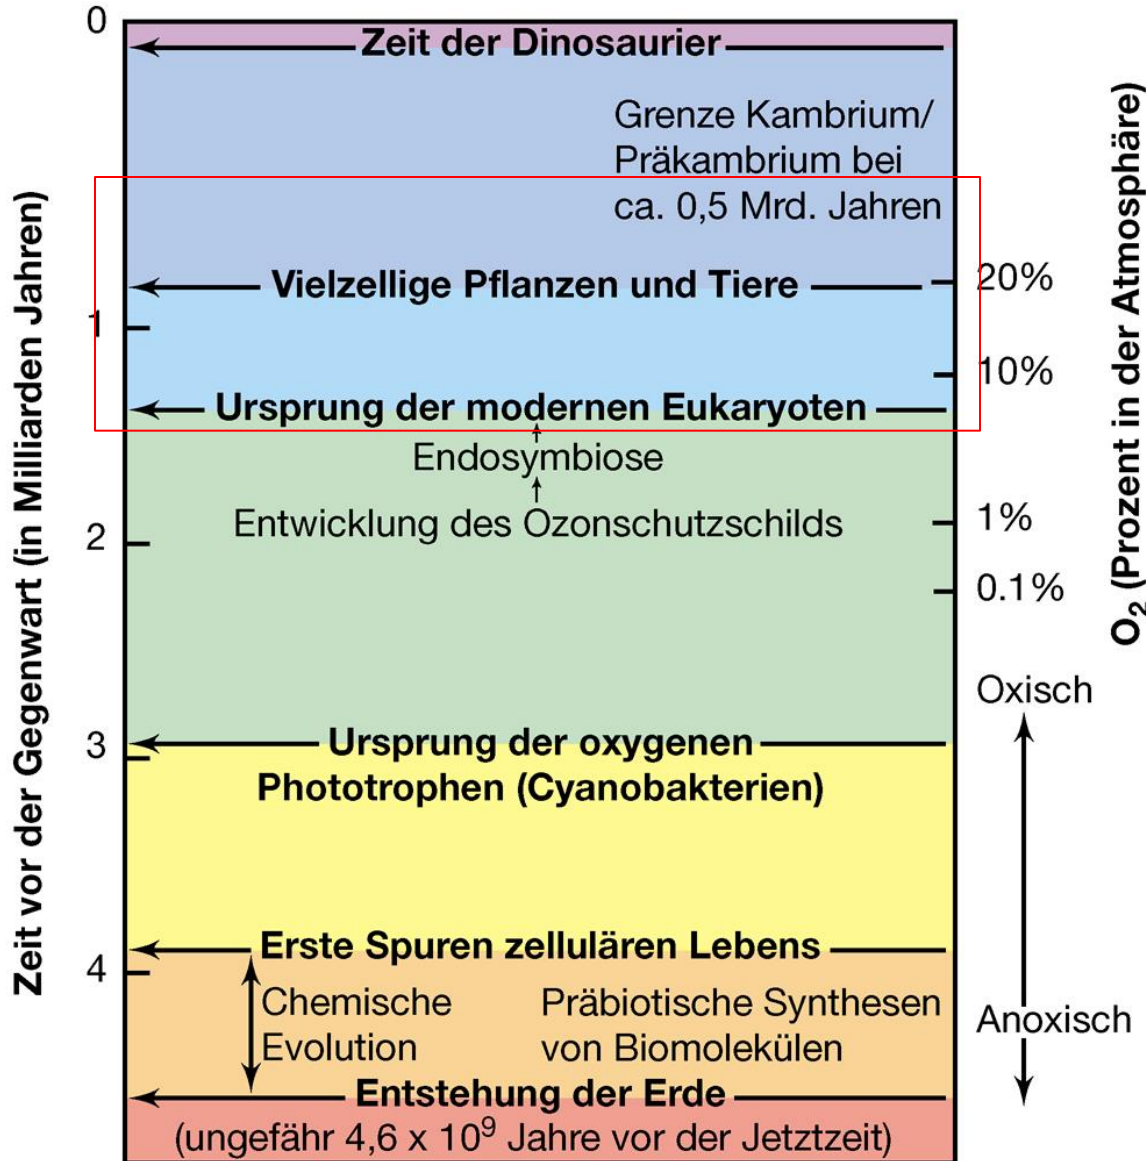 0
Zeit der Dinosaurier
Grenze Kambrium/
Präkambrium bei
ca. 0,5 Mrd. Jahren
Vielzellige Pflanzen und Tiere
20%
1
10%
Ursprung der modernen Eukaryoten
Endosymbiose
Entwicklung des Ozonschutzschilds
1%
2
0.1%
Oxisch
Ursprung der oxygenen
3
Phototrophen (Cyanobakterien)
Erste Spuren zellulären Lebens
4
Chemische
Evolution
Präbiotische Synthesen
von Biomolekülen
Anoxisch
Entstehung der Erde
(ungefähr 4,6 x 10⁹ Jahre vor der Jetztzeit)
Zeit vor der Gegenwart (in Milliarden Jahren)
O₂ (Prozent in der Atmosphäre)